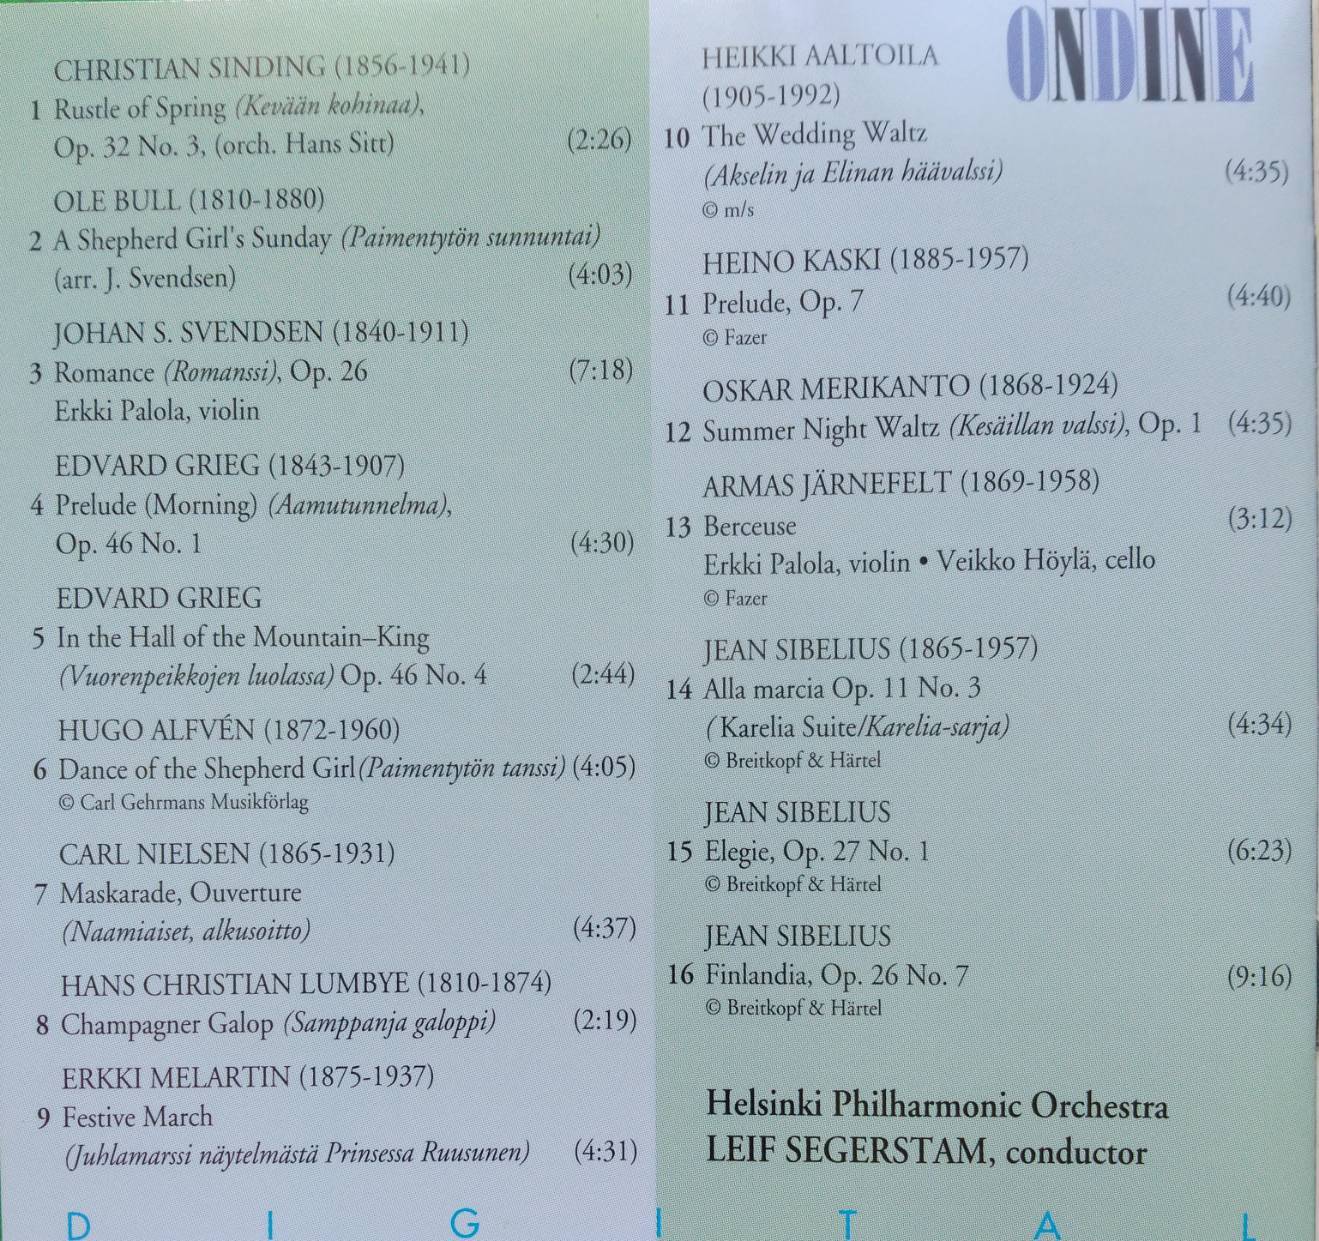 CHRISTIAN SINDING (1856-1941)
1 Rustle of Spring (Kevään kohinaa),
Op. 32 No. 3, (orch. Hans Sitt) (2:26)
OLE BULL (1810-1880)
2 A Shepherd Girl's Sunday (Paimentytön sunnuntai)
(arr. J. Svendsen) (4:03)
JOHAN S. SVENDSEN (1840-1911)
3 Romance (Romanssi), Op. 26 (7:18)
Erkki Palola, violin
EDVARD GRIEG (1843-1907)
4 Prelude (Morning) (Aamutunnelma),
Op. 46 No. 1 (4:30)
EDVARD GRIEG
5 In the Hall of the Mountain–King
(Vuorenpeikkojen luolassa) Op. 46 No. 4 (2:44)
HUGO ALFVÉN (1872-1960)
6 Dance of the Shepherd Girl (Paimentytön tanssi) (4:05)
© Carl Gehrmans Musikförlag
CARL NIELSEN (1865-1931)
7 Maskarade, Ouverture
(Naamiaiset, alkusoitto) (4:37)
HANS CHRISTIAN LUMBYE (1810-1874)
8 Champagner Galop (Samppanja galoppi) (2:19)
ERKKI MELARTIN (1875-1937)
9 Festive March
(Juhlamarssi näytelmästä Prinsessa Ruusunen) (4:31)
ONDINE
HEIKKI AALTOILA
(1905-1992)
10 The Wedding Waltz
(Akselin ja Elinan häävalssi) (4:35)
© m/s
HEINO KASKI (1885-1957)
11 Prelude, Op. 7 (4:40)
© Fazer
OSKAR MERIKANTO (1868-1924)
12 Summer Night Waltz (Kesäillan valssi), Op. 1 (4:35)
ARMAS JÄRNEFELT (1869-1958)
13 Berceuse (3:12)
Erkki Palola, violin • Veikko Höylä, cello
© Fazer
JEAN SIBELIUS (1865-1957)
14 Alla marcia Op. 11 No. 3
(Karelia Suite/Karelia-sarja) (4:34)
© Breitkopf & Härtel
JEAN SIBELIUS
15 Elegie, Op. 27 No. 1 (6:23)
© Breitkopf & Härtel
JEAN SIBELIUS
16 Finlandia, Op. 26 No. 7 (9:16)
© Breitkopf & Härtel
Helsinki Philharmonic Orchestra
LEIF SEGERSTAM, conductor
D I G I T A L